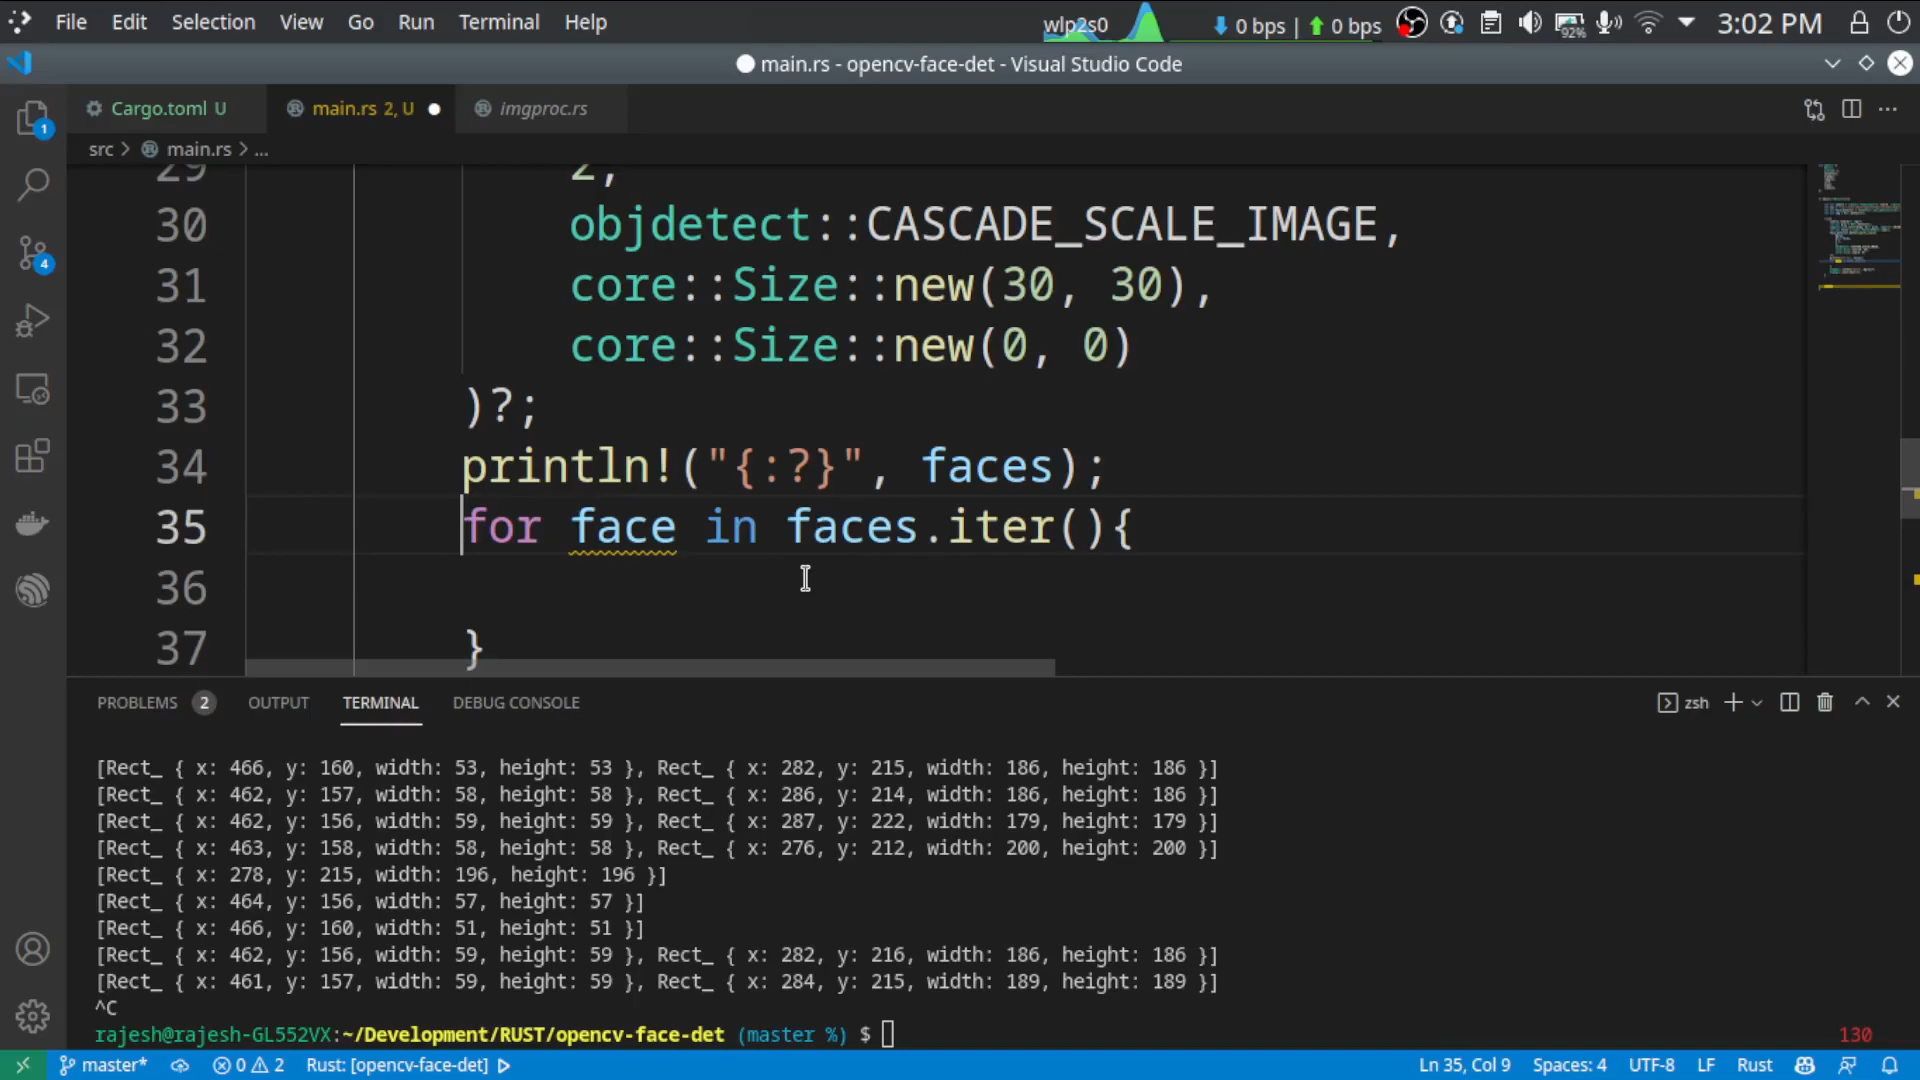 File Edit Selection View Go Run Terminal Help wlp2s0 0 bps | 0 bps 92% 3:02 PM
main.rs - opencv-face-det - Visual Studio Code
Cargo.toml U main.rs 2, U imgproc.rs
src > main.rs > ...
29 2,
30 objdetect::CASCADE_SCALE_IMAGE,
31 core::Size::new(30, 30),
32 core::Size::new(0, 0)
33 )?;
34 println!("{:?}", faces);
35 for face in faces.iter(){
36
37 }
1
4
PROBLEMS 2 OUTPUT TERMINAL DEBUG CONSOLE zsh
[Rect_ { x: 466, y: 160, width: 53, height: 53 }, Rect_ { x: 282, y: 215, width: 186, height: 186 }]
[Rect_ { x: 462, y: 157, width: 58, height: 58 }, Rect_ { x: 286, y: 214, width: 186, height: 186 }]
[Rect_ { x: 462, y: 156, width: 59, height: 59 }, Rect_ { x: 287, y: 222, width: 179, height: 179 }]
[Rect_ { x: 463, y: 158, width: 58, height: 58 }, Rect_ { x: 276, y: 212, width: 200, height: 200 }]
[Rect_ { x: 278, y: 215, width: 196, height: 196 }]
[Rect_ { x: 464, y: 156, width: 57, height: 57 }]
[Rect_ { x: 466, y: 160, width: 51, height: 51 }]
[Rect_ { x: 462, y: 156, width: 59, height: 59 }, Rect_ { x: 282, y: 216, width: 186, height: 186 }]
[Rect_ { x: 461, y: 157, width: 59, height: 59 }, Rect_ { x: 284, y: 215, width: 189, height: 189 }]
^C
rajesh@rajesh-GL552VX:~/Development/RUST/opencv-face-det (master %) $ 130
master* 0 2 Rust: [opencv-face-det] Ln 35, Col 9 Spaces: 4 UTF-8 LF Rust